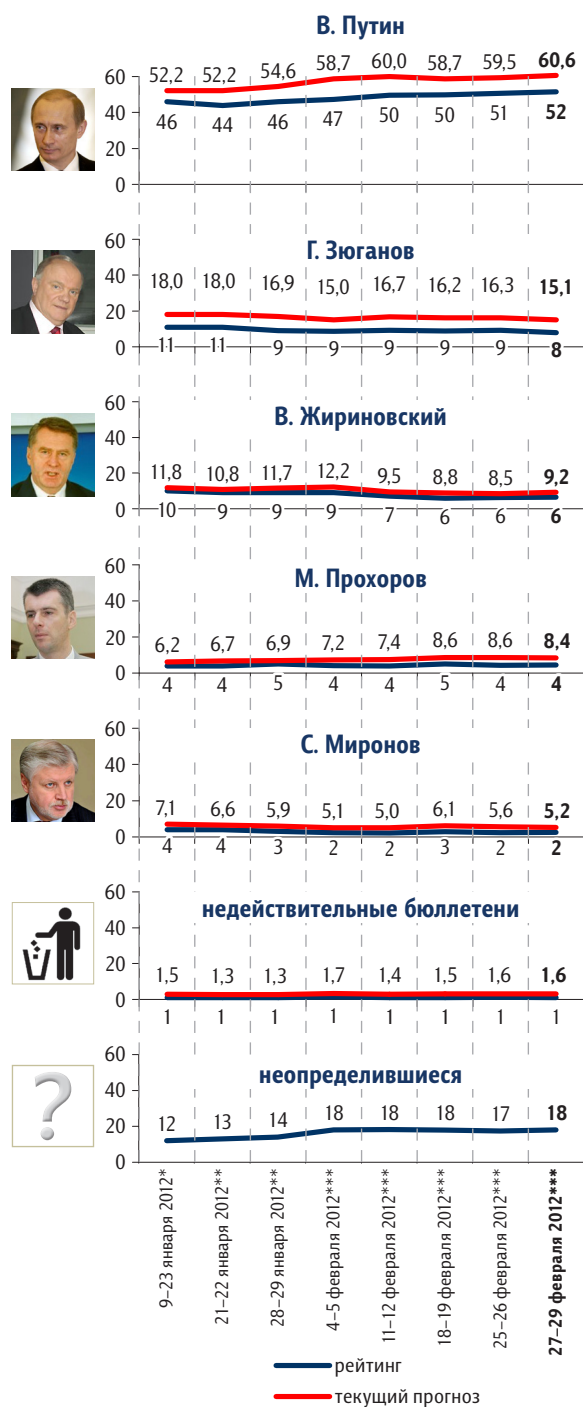 В. Путин
52,2 52,2 54,6 58,7 60,0 58,7 59,5 60,6
60
40
20
0
46 44 46 47 50 50 51 52
Г. Зюганов
60
40
20
0
18,0 18,0 16,9 15,0 16,7 16,2 16,3 15,1
11 11 9 9 9 9 9 8
В. Жириновский
60
40
20
0
11,8 10,8 11,7 12,2 9,5 8,8 8,5 9,2
10 9 9 9 7 6 6 6
М. Прохоров
60
40
20
0
6,2 6,7 6,9 7,2 7,4 8,6 8,6 8,4
4 4 5 4 4 5 4 4
С. Миронов
60
40
20
0
7,1 6,6 5,9 5,1 5,0 6,1 5,6 5,2
4 4 3 2 2 3 2 2
недействительные бюллетени
60
40
20
0
1,5 1,3 1,3 1,7 1,4 1,5 1,6 1,6
1 1 1 1 1 1 1 1
неопределившиеся
60
40
20
0
12 13 14 18 18 18 17 18
9–23 января 2012*
21–22 января 2012**
28–29 января 2012**
4–5 февраля 2012***
11–12 февраля 2012***
18–19 февраля 2012***
25–26 февраля 2012***
27–29 февраля 2012***
рейтинг
текущий прогноз